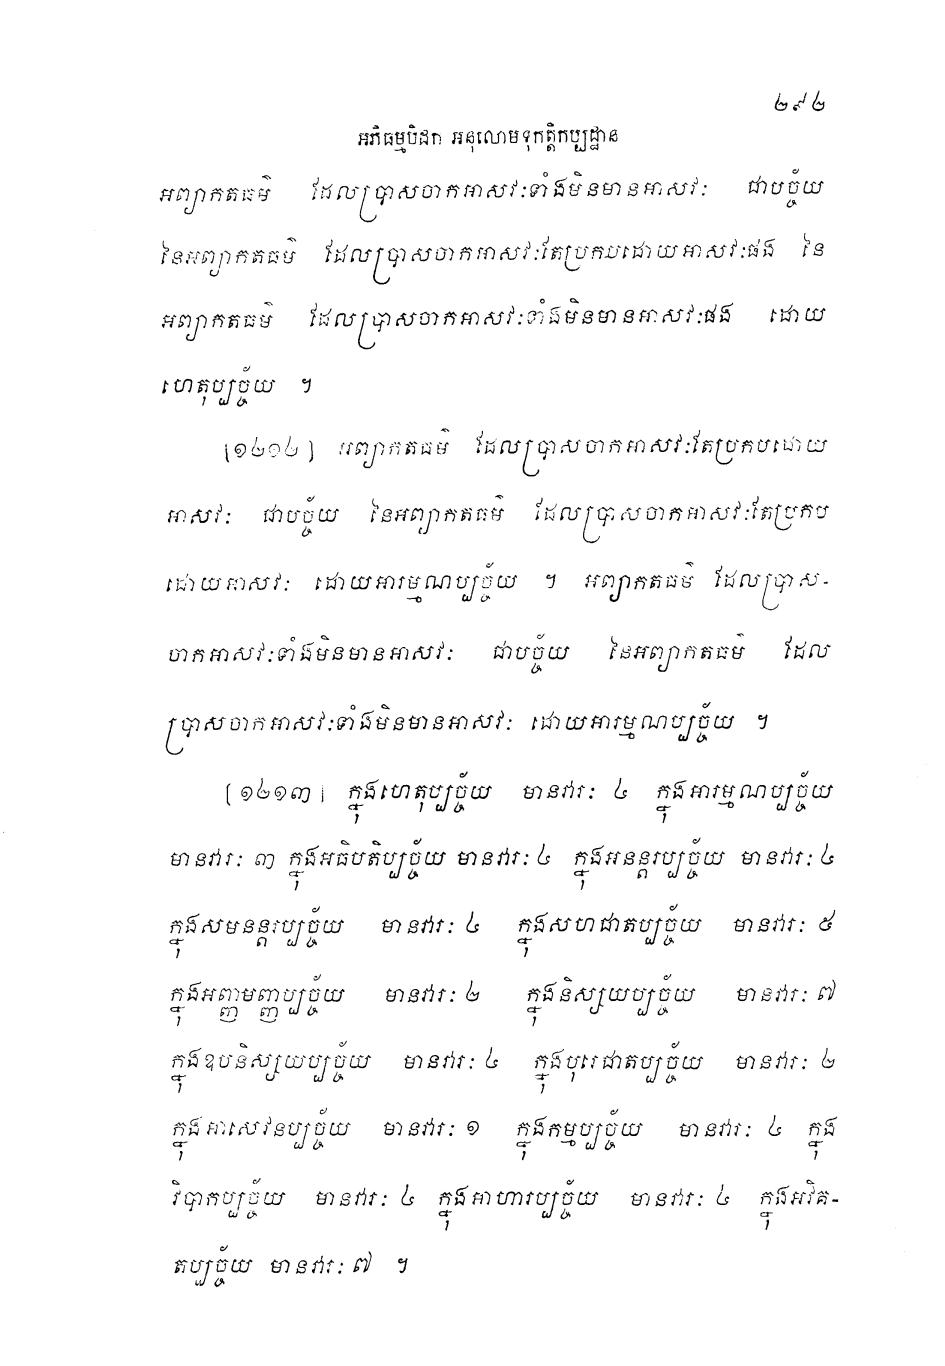 ២៩២
អភិធម្មបិដក អនុលោមទុកត្តិកប្បដ្ឋាន
អព្យាកតធម៌ ដែលប្រាសចាកអាសវៈទាំងមិនមានអាសវៈ ជាបច្ច័យ
នៃអព្យាកតធម៌ ដែលប្រាសចាកអាសវៈតែប្រកបដោយអាសវៈផង នៃ
អព្យាកតធម៌ ដែលប្រាសចាកអាសវៈទាំងមិនមានអាសវៈផង ដោយ
ហេតុប្បច្ច័យ ។
[១៤១៤] អព្យាកតធម៌ ដែលប្រាសចាកអាសវៈតែប្រកបដោយ
អាសវៈ ជាបច្ច័យ នៃអព្យាកតធម៌ ដែលប្រាសចាកអាសវៈតែប្រកប
ដោយអាសវៈ ដោយអារម្មណប្បច្ច័យ ។ អព្យាកតធម៌ ដែលប្រាស-
ចាកអាសវៈទាំងមិនមានអាសវៈ ជាបច្ច័យ នៃអព្យាកតធម៌ ដែល
ប្រាសចាកអាសវៈទាំងមិនមានអាសវៈ ដោយអារម្មណប្បច្ច័យ ។
[១៤១៣] ក្នុងហេតុប្បច្ច័យ មានវារៈ ៤ ក្នុងអារម្មណប្បច្ច័យ
មានវារៈ ៣ ក្នុងអធិបតិប្បច្ច័យ មានវារៈ ៤ ក្នុងអនន្តរប្បច្ច័យ មានវារៈ ៤
ក្នុងសមនន្តរប្បច្ច័យ មានវារៈ ៤ ក្នុងសហជាតប្បច្ច័យ មានវារៈ ៥
ក្នុងអញ្ញាមញ្ញប្បច្ច័យ មានវារៈ ២ ក្នុងនិស្សយប្បច្ច័យ មានវារៈ ៧
ក្នុងឧបនិស្សយប្បច្ច័យ មានវារៈ ៤ ក្នុងបុរេជាតប្បច្ច័យ មានវារៈ ២
ក្នុងអាសេវនប្បច្ច័យ មានវារៈ ១ ក្នុងកម្មប្បច្ច័យ មានវារៈ ៤ ក្នុង
វិបាកប្បច្ច័យ មានវារៈ ៤ ក្នុងអាហារប្បច្ច័យ មានវារៈ ៤ ក្នុងអវិគ-
តប្បច្ច័យ មានវារៈ ៧ ។